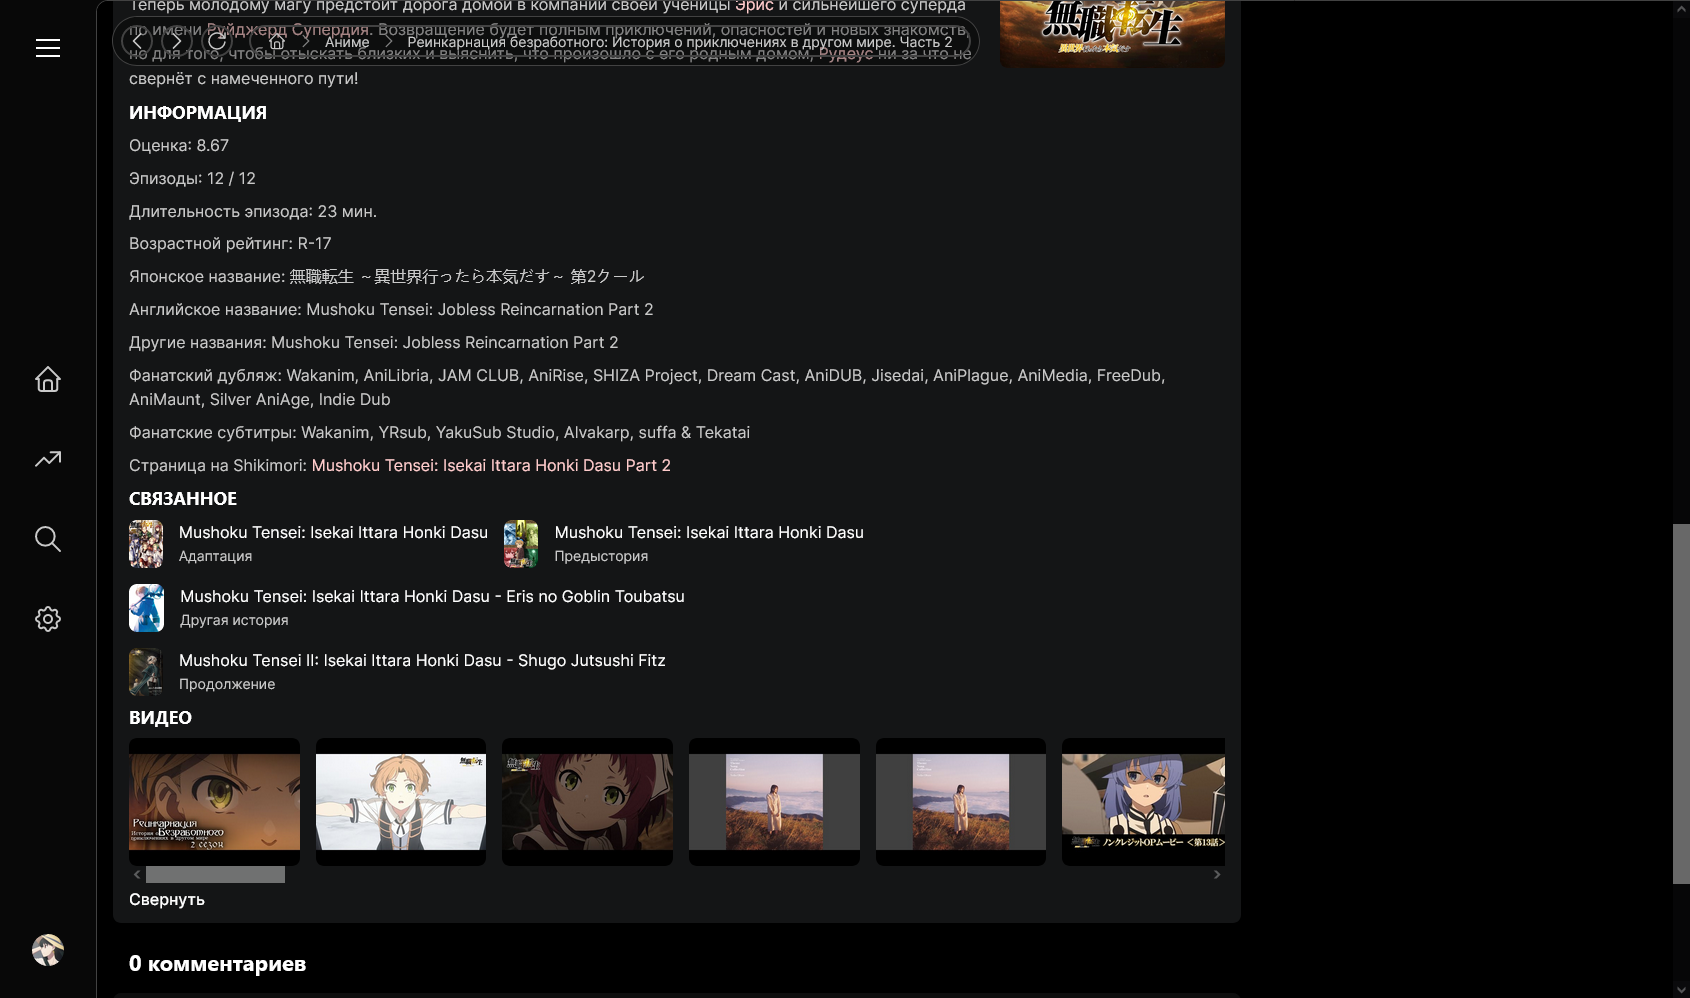 Теперь молодому магу предстоит дорога домой в компании своей ученицы Эрис и сильнейшего суперда
по имени Руйджерд Супердия. Возвращение будет полным приключений, опасностей и новых знакомств,
Аниме
Реинкарнация безработного: История о приключениях в другом мире. Часть 2
но для того, чтобы отыскать близких и выяснить, что произошло с его родным домом, Рудеус ни за что не
свернёт с намеченного пути!
無職転生
ИНФОРМАЦИЯ
Оценка: 8.67
Эпизоды: 12 / 12
Длительность эпизода: 23 мин.
Возрастной рейтинг: R-17
Японское название: 無職転生 ～異世界行ったら本気だす～ 第2クール
Английское название: Mushoku Tensei: Jobless Reincarnation Part 2
Другие названия: Mushoku Tensei: Jobless Reincarnation Part 2
Фанатский дубляж: Wakanim, AniLibria, JAM CLUB, AniRise, SHIZA Project, Dream Cast, AniDUB, Jisedai, AniPlague, AniMedia, FreeDub,
AniMaunt, Silver AniAge, Indie Dub
Фанатские субтитры: Wakanim, YRsub, YakuSub Studio, Alvakarp, suffa & Tekatai
Страница на Shikimori: Mushoku Tensei: Isekai Ittara Honki Dasu Part 2
СВЯЗАННОЕ
Mushoku Tensei: Isekai Ittara Honki Dasu
Адаптация
Mushoku Tensei: Isekai Ittara Honki Dasu
Предыстория
Mushoku Tensei: Isekai Ittara Honki Dasu - Eris no Goblin Toubatsu
Другая история
Mushoku Tensei II: Isekai Ittara Honki Dasu - Shugo Jutsushi Fitz
Продолжение
ВИДЕО
Реинкарнация
История Безработного
приключениях в другом мире
2 сезон
ノンクレジットOPムービー <第13話>
Свернуть
0 комментариев